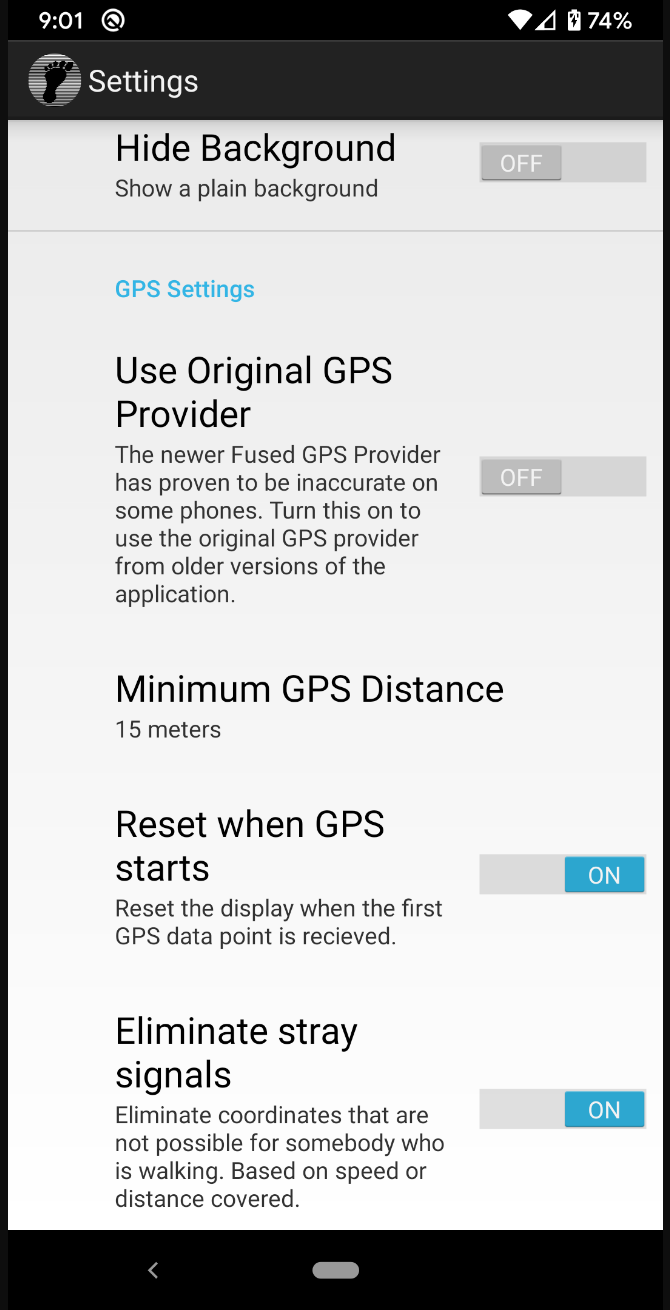 9:01
74%
Settings
Hide Background
OFF
Show a plain background
GPS Settings
Use Original GPS
Provider
The newer Fused GPS Provider
has proven to be inaccurate on
OFF
some phones. Turn this on to
use the original GPS provider
from older versions of the
application.
Minimum GPS Distance
15 meters
Reset when GPS
starts
ON
Reset the display when the first
GPS data point is recieved.
Eliminate stray
signals
ON
Eliminate coordinates that are
not possible for somebody who
is walking. Based on speed or
distance covered.